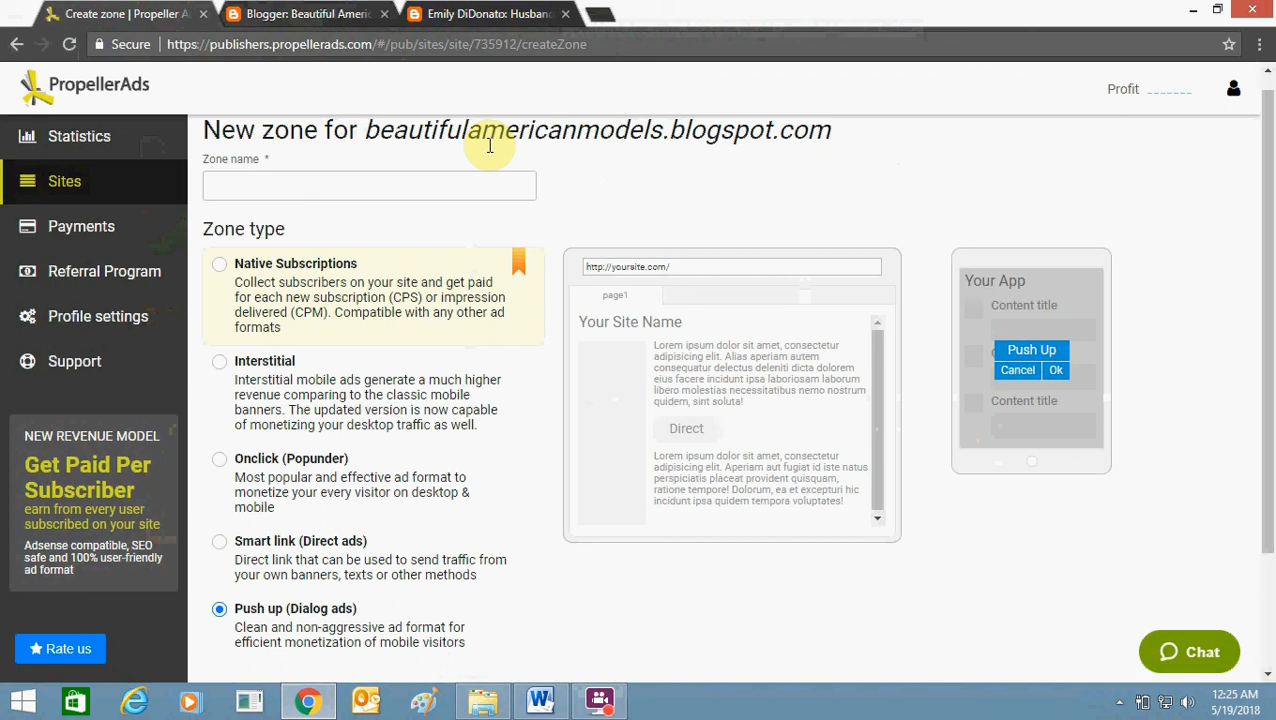 Create zone | Propeller A
Blogger: Beautiful Americ
Emily DiDonato: Husband
Secure
https://publishers.propellerads.com/#/pub/sites/site/735912/createZone
PropellerAds
Profit
Statistics
Sites
Payments
Referral Program
Profile settings
Support
NEW REVENUE MODEL
Get Paid Per
Subscriber
earn from every user
subscribed on your site
Adsense compatible, SEO
safe and 100% user-friendly
ad format
Rate us
New zone for beautifulamericanmodels.blogspot.com
Zone name *
Zone type
Native Subscriptions
Collect subscribers on your site and get paid
for each new subscription (CPS) or impression
delivered (CPM). Compatible with any other ad
formats
Interstitial
Interstitial mobile ads generate a much higher
revenue comparing to the classic mobile
banners. The updated version is now capable
of monetizing your desktop traffic as well.
Onclick (Popunder)
Most popular and effective ad format to
monetize your every visitor on desktop &
mobile
Smart link (Direct ads)
Direct link that can be used to send traffic from
your own banners, texts or other methods
Push up (Dialog ads)
Clean and non-aggressive ad format for
efficient monetization of mobile visitors
http://yoursite.com/
page1
Your Site Name
Lorem ipsum dolor sit amet, consectetur
adipisicing elit. Alias aperiam autem
consequatur delectus deleniti dicta dolorem
eius facere incidunt ipsa laboriosam laborum
libero molestias necessitatibus nemo nostrum
quidem, sint soluta!
Direct
Lorem ipsum dolor sit amet, consectetur
adipisicing elit. Aperiam aut fugiat id iste natus
perspiciatis placeat provident quisquam,
ratione tempore! Dolorum, ea et excepturi hic
incidunt ipsa quidem tempora voluptates!
Your App
Content title
Push Up
Cancel Ok
Content title
Chat
12:25 AM
5/19/2018